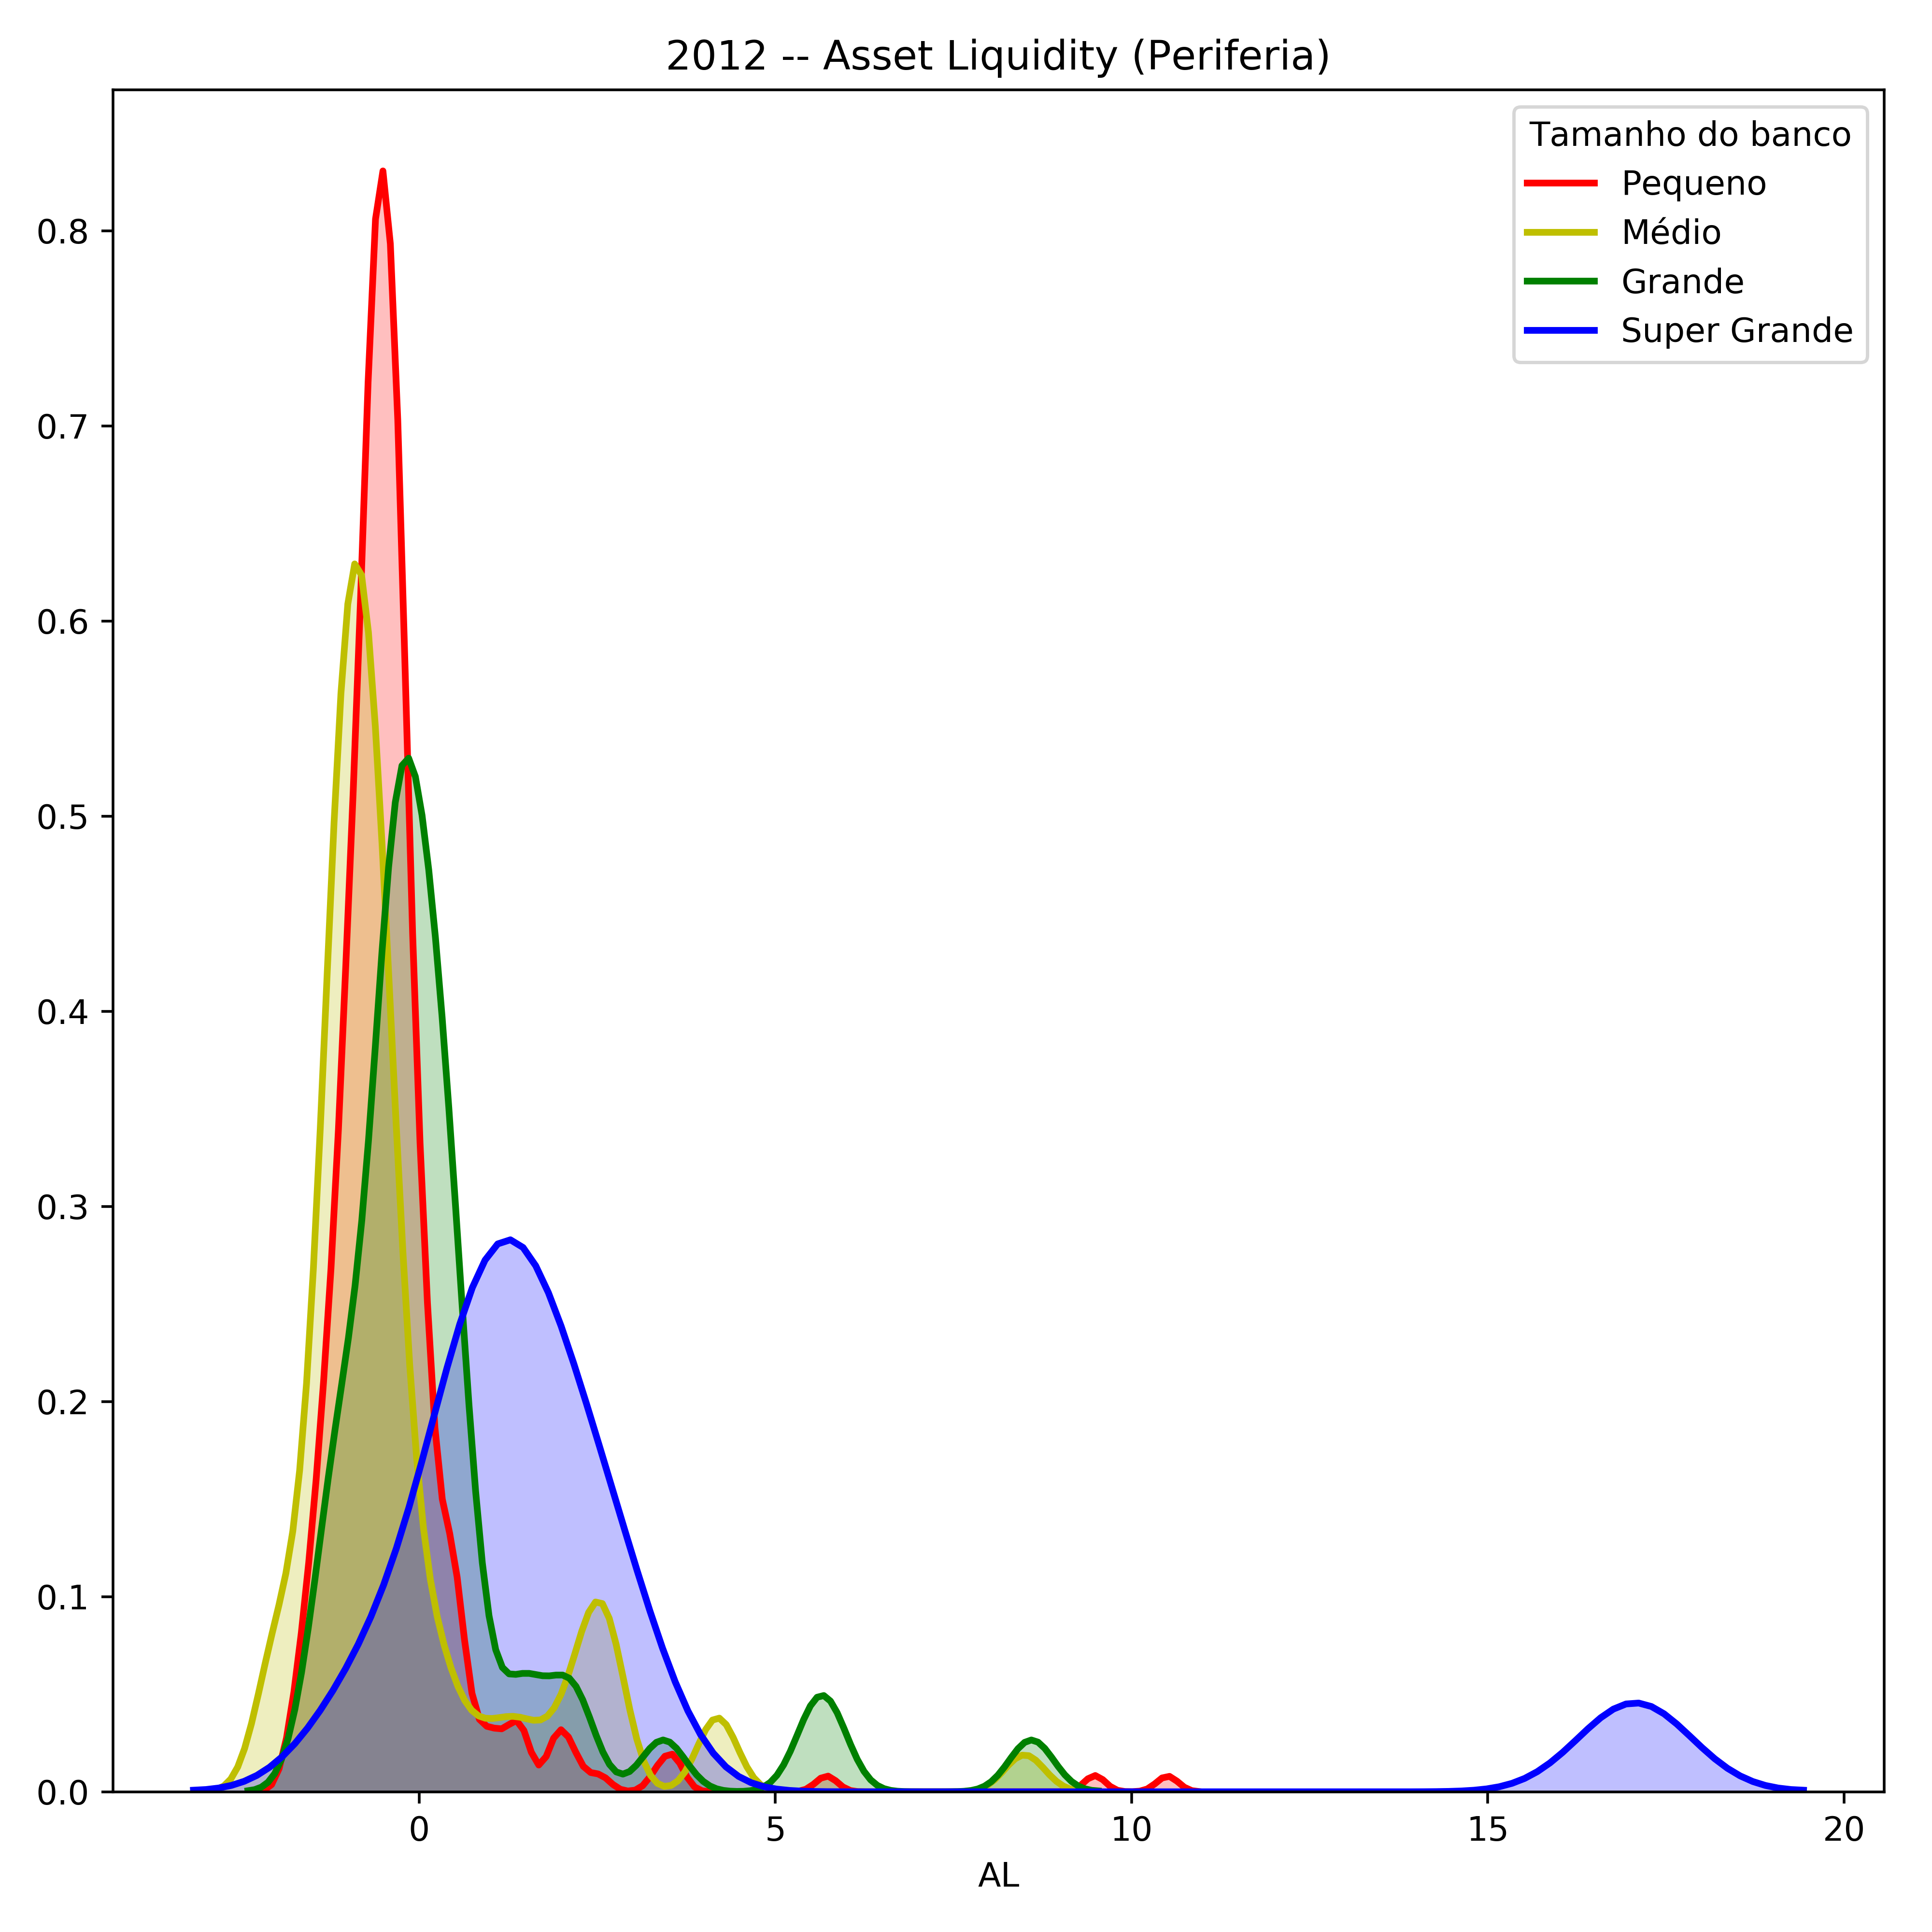 2012 -- Asset Liquidity (Periferia)
Tamanho do banco
Pequeno
Médio
Grande
Super Grande
0.8
0.7
0.6
0.5
0.4
0.3
0.2
0.1
0.0
0 5 10 15 20
AL